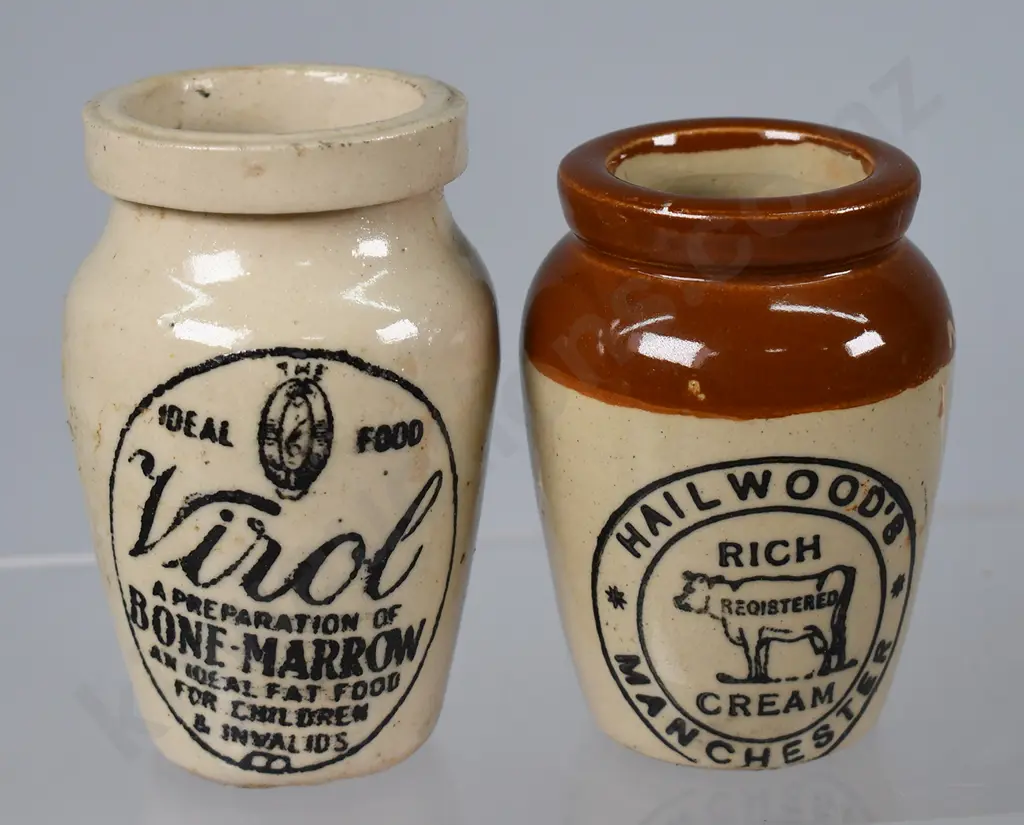 THE
IDEAL FOOD
Virol
A PREPARATION OF
BONE-MARROW
AN IDEAL FAT FOOD
FOR CHILDREN
& INVALIDS
HAILWOOD'S
RICH
REGISTERED
CREAM
* MANCHESTER *